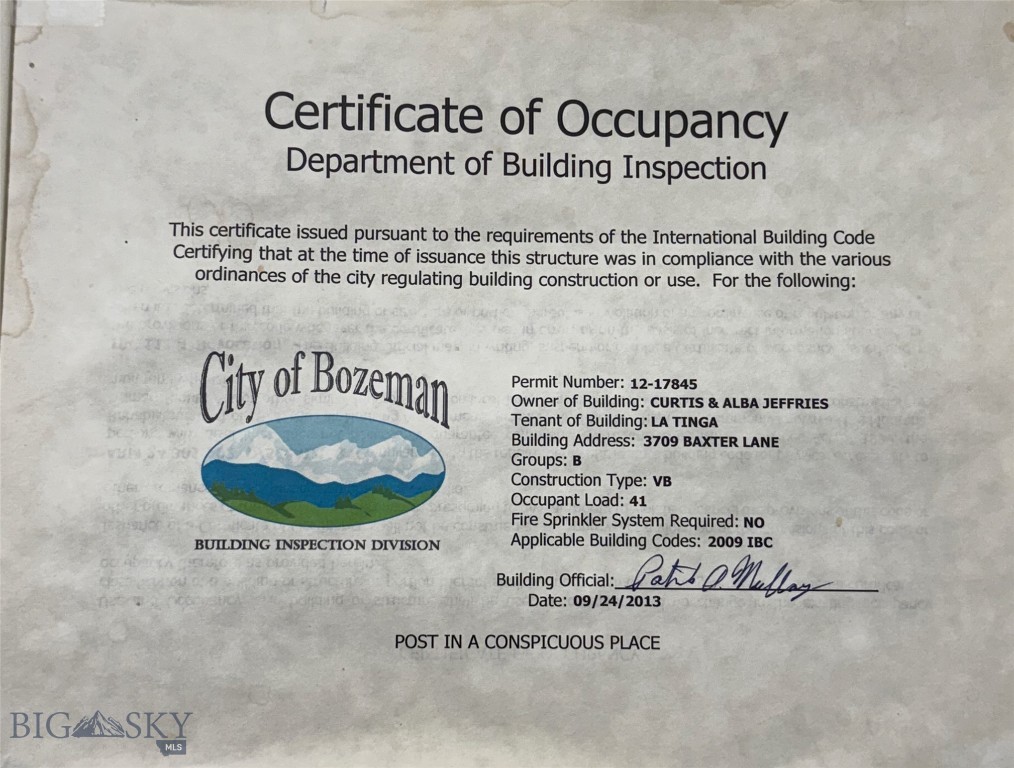 Certificate of Occupancy
Department of Building Inspection
This certificate issued pursuant to the requirements of the International Building Code
Certifying that at the time of issuance this structure was in compliance with the various
ordinances of the city regulating building construction or use. For the following:
City of Bozeman
BUILDING INSPECTION DIVISION
Permit Number: 12-17845
Owner of Building: CURTIS & ALBA JEFFRIES
Tenant of Building: LA TINGA
Building Address: 3709 BAXTER LANE
Groups: B
Construction Type: VB
Occupant Load: 41
Fire Sprinkler System Required: NO
Applicable Building Codes: 2009 IBC
Building Official:
Date: 09/24/2013
POST IN A CONSPICUOUS PLACE
BIG SKY
MLS